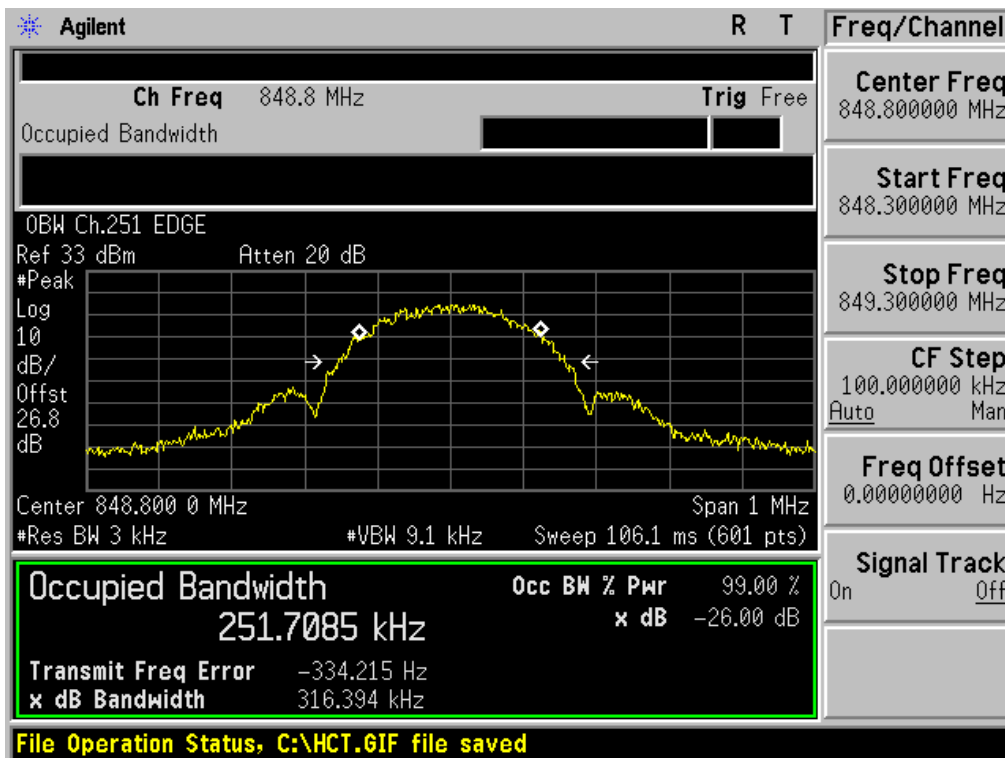 Agilent R T Freq/Channel
Ch Freq 848.8 MHz Trig Free
Occupied Bandwidth
Center Freq
848.800000 MHz
Start Freq
848.300000 MHz
Stop Freq
849.300000 MHz
CF Step
100.000000 kHz
Auto Man
Freq Offset
0.00000000 Hz
Signal Track
On Off
OBW Ch.251 EDGE
Ref 33 dBm Atten 20 dB
#Peak
Log
10
dB/
Offst
26.8
dB
Center 848.800 0 MHz Span 1 MHz
#Res BW 3 kHz #VBW 9.1 kHz Sweep 106.1 ms (601 pts)
Occupied Bandwidth Occ BW % Pwr 99.00 %
251.7085 kHz x dB -26.00 dB
Transmit Freq Error -334.215 Hz
x dB Bandwidth 316.394 kHz
File Operation Status, C:\HCT.GIF file saved